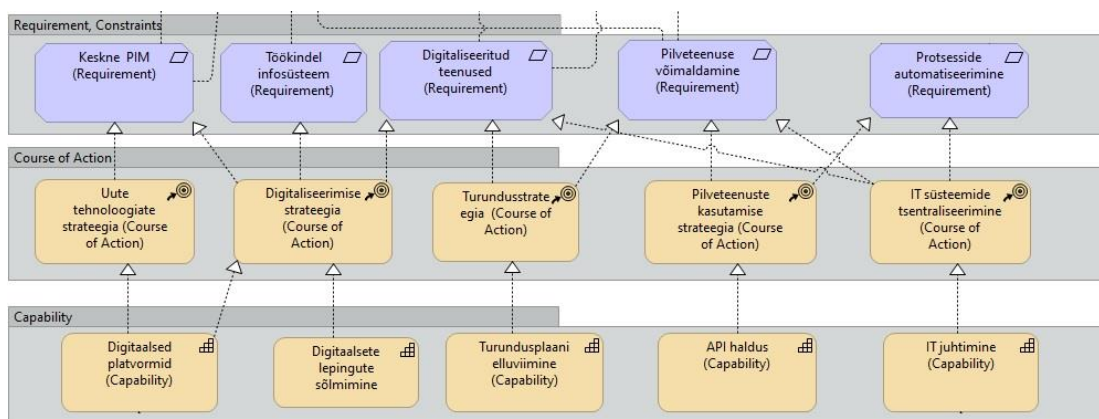 Requirement, Constraints
Keskne PIM
(Requirement)
Töökindel
infosüsteem
(Requirement)
Digitaliseeritud
teenused
(Requirement)
Pilveteenuse
võimaldamine
(Requirement)
Protsesside
automatiseerimine
(Requirement)
Course of Action
Uute
tehnoloogiate
strateegia (Course
of Action)
Digitaliseerimise
strateegia
(Course of
Action)
Turundusstrate
egia (Course of
Action)
Pilveteenuste
kasutamise
strateegia (Course
of Action)
IT süsteemide
tsentraliseerimine
(Course of
Action)
Capability
Digitaalsed
platvormid
(Capability)
Digitaalsete
lepingute
sõlmimine
Turundusplaani
elluviimine
(Capability)
API haldus
(Capability)
IT juhtimine
(Capability)